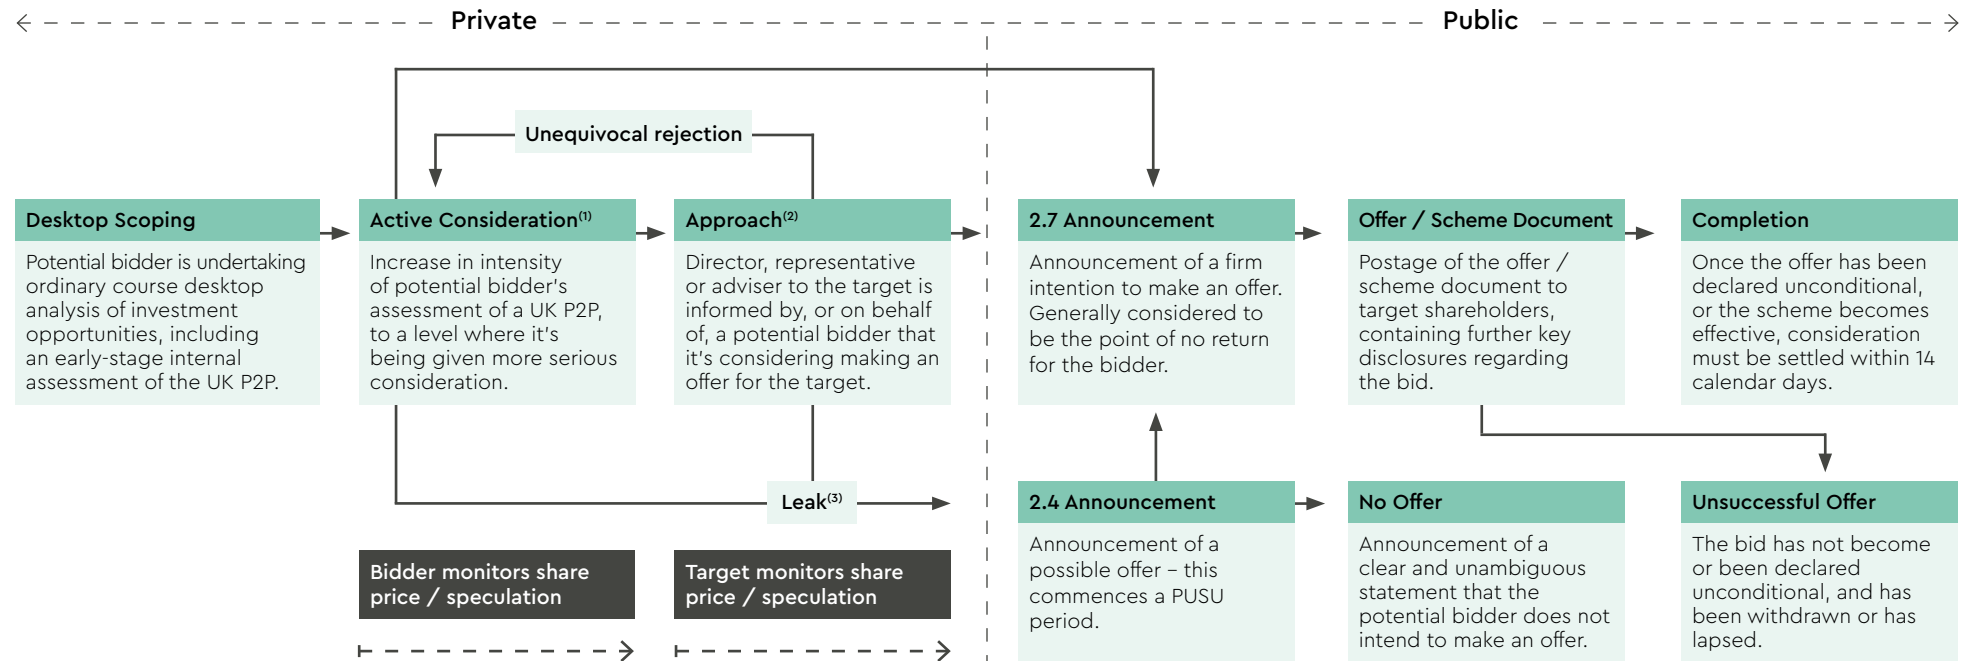 Private
Public
Unequivocal rejection
Desktop Scoping
Potential bidder is undertaking
ordinary course desktop
analysis of investment
opportunities, including
an early-stage internal
assessment of the UK P2P.
Active Consideration(1)
Increase in intensity
of potential bidder's
assessment of a UK P2P,
to a level where it's
being given more serious
consideration.
Approach(2)
Director, representative
or adviser to the target is
informed by, or on behalf
of, a potential bidder that
it's considering making an
offer for the target.
2.7 Announcement
Announcement of a firm
intention to make an offer.
Generally considered to
be the point of no return
for the bidder.
Offer / Scheme Document
Postage of the offer /
scheme document to
target shareholders,
containing further key
disclosures regarding
the bid.
Completion
Once the offer has been
declared unconditional,
or the scheme becomes
effective, consideration
must be settled within 14
calendar days.
Leak(3)
2.4 Announcement
Announcement of a
possible offer – this
commences a PUSU
period.
No Offer
Announcement of a
clear and unambiguous
statement that the
potential bidder does not
intend to make an offer.
Unsuccessful Offer
The bid has not become
or been declared
unconditional, and has
been withdrawn or has
lapsed.
Bidder monitors share
price / speculation
Target monitors share
price / speculation